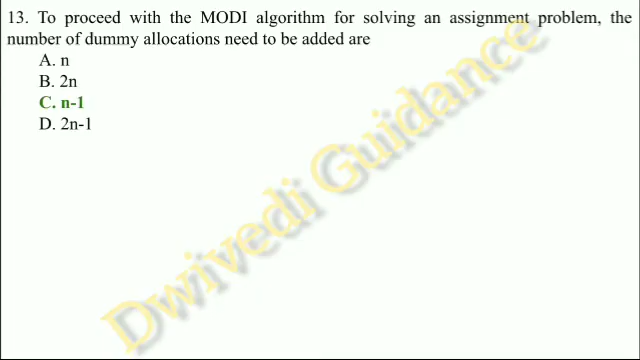 13. To proceed with the MODI algorithm for solving an assignment problem, the
number of dummy allocations need to be added are
A. n
B. 2n
C. n-1
D. 2n-1
Dwivedi Guidance